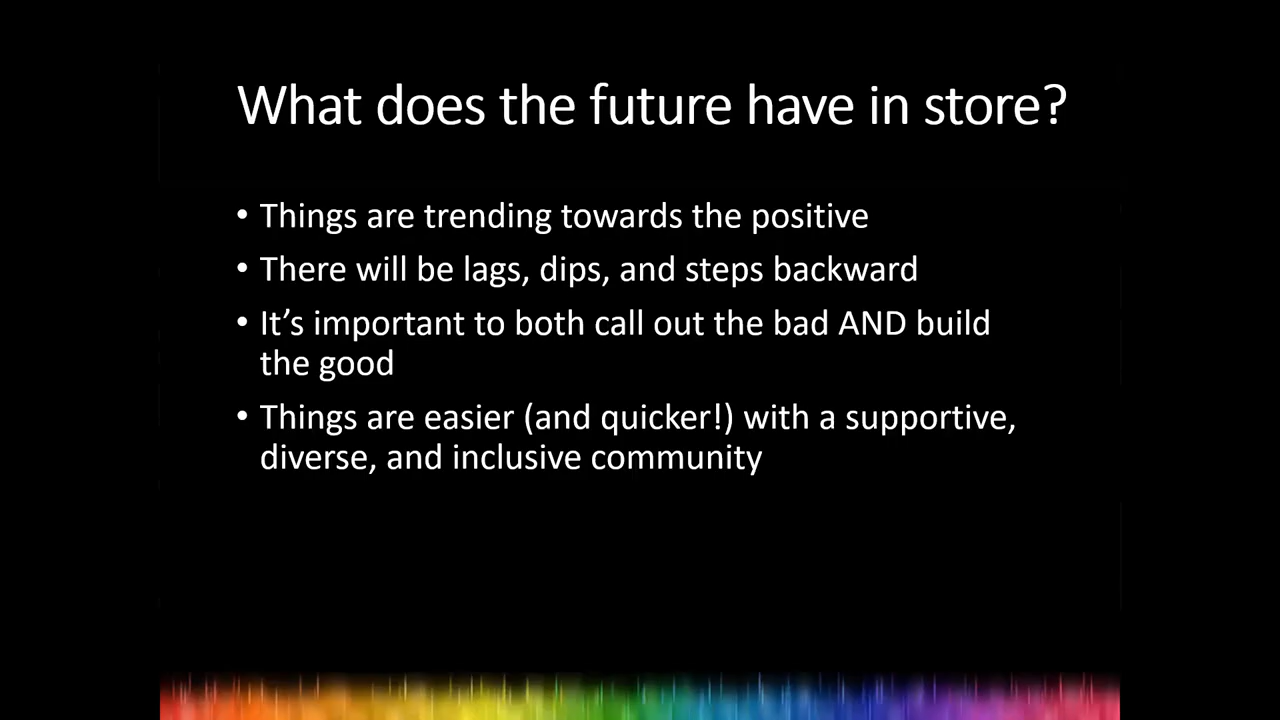 What does the future have in store?
• Things are trending towards the positive
• There will be lags, dips, and steps backward
• It’s important to both call out the bad AND build
the good
• Things are easier (and quicker!) with a supportive,
diverse, and inclusive community